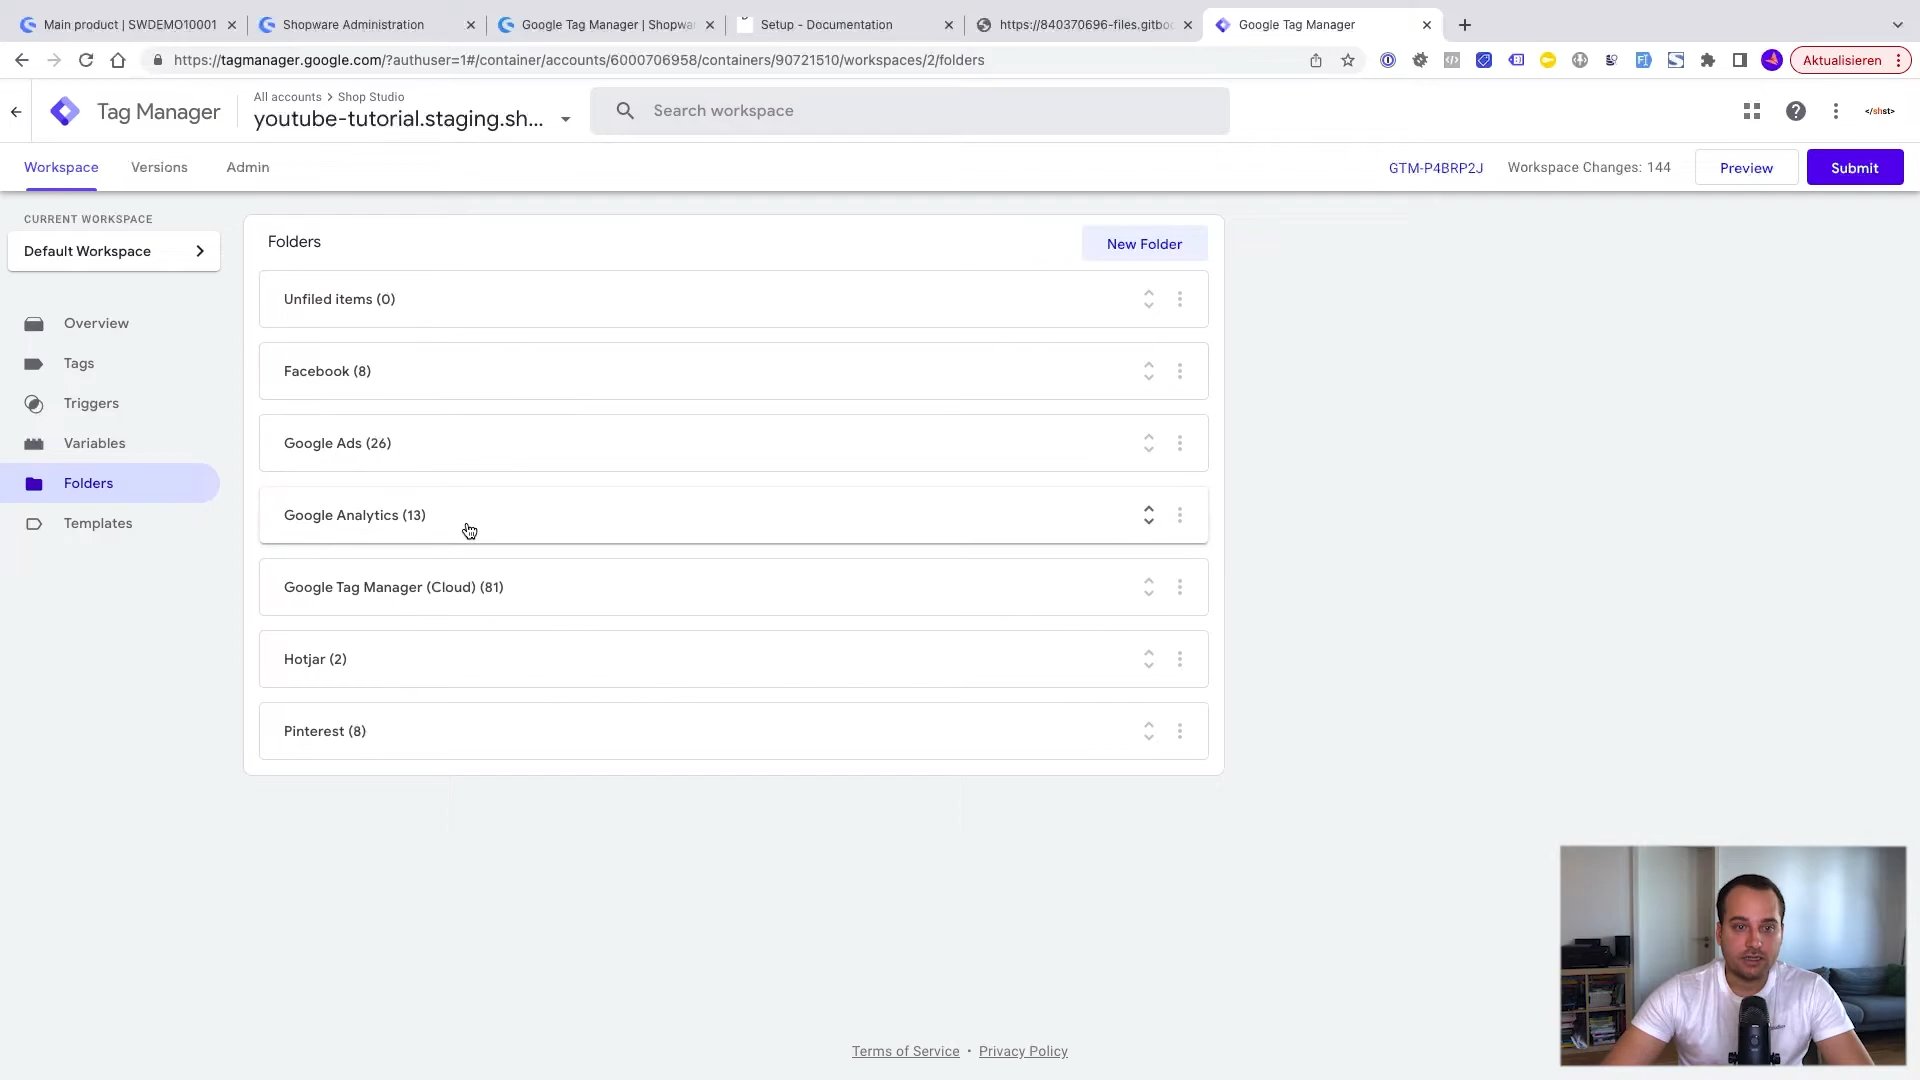 Main product | SWDEMO10001
Shopware Administration
Google Tag Manager | Shopwa
Setup - Documentation
https://840370696-files.gitboo
Google Tag Manager
https://tagmanager.google.com/?authuser=1#/container/accounts/6000706958/containers/90721510/workspaces/2/folders
Aktualisieren
Tag Manager
All accounts > Shop Studio
youtube-tutorial.staging.sh...
Search workspace
</shst>
Workspace
Versions
Admin
GTM-P4BRP2J
Workspace Changes: 144
Preview
Submit
CURRENT WORKSPACE
Default Workspace
Overview
Tags
Triggers
Variables
Folders
Templates
Folders
New Folder
Unfiled items (0)
Facebook (8)
Google Ads (26)
Google Analytics (13)
Google Tag Manager (Cloud) (81)
Hotjar (2)
Pinterest (8)
Terms of Service • Privacy Policy